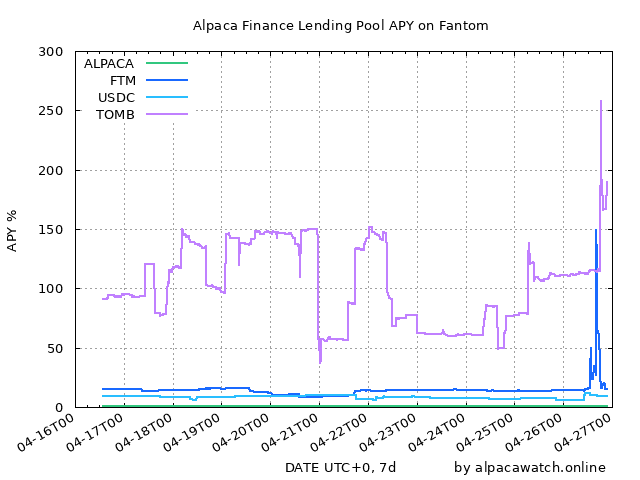 Alpaca Finance Lending Pool APY on Fantom
300
250
200
150
100
50
0
APY %
ALPACA
FTM
USDC
TOMB
04-16T00
04-17T00
04-18T00
04-19T00
04-20T00
04-21T00
04-22T00
04-23T00
04-24T00
04-25T00
04-26T00
04-27T00
DATE UTC+0, 7d
by alpacawatch.online